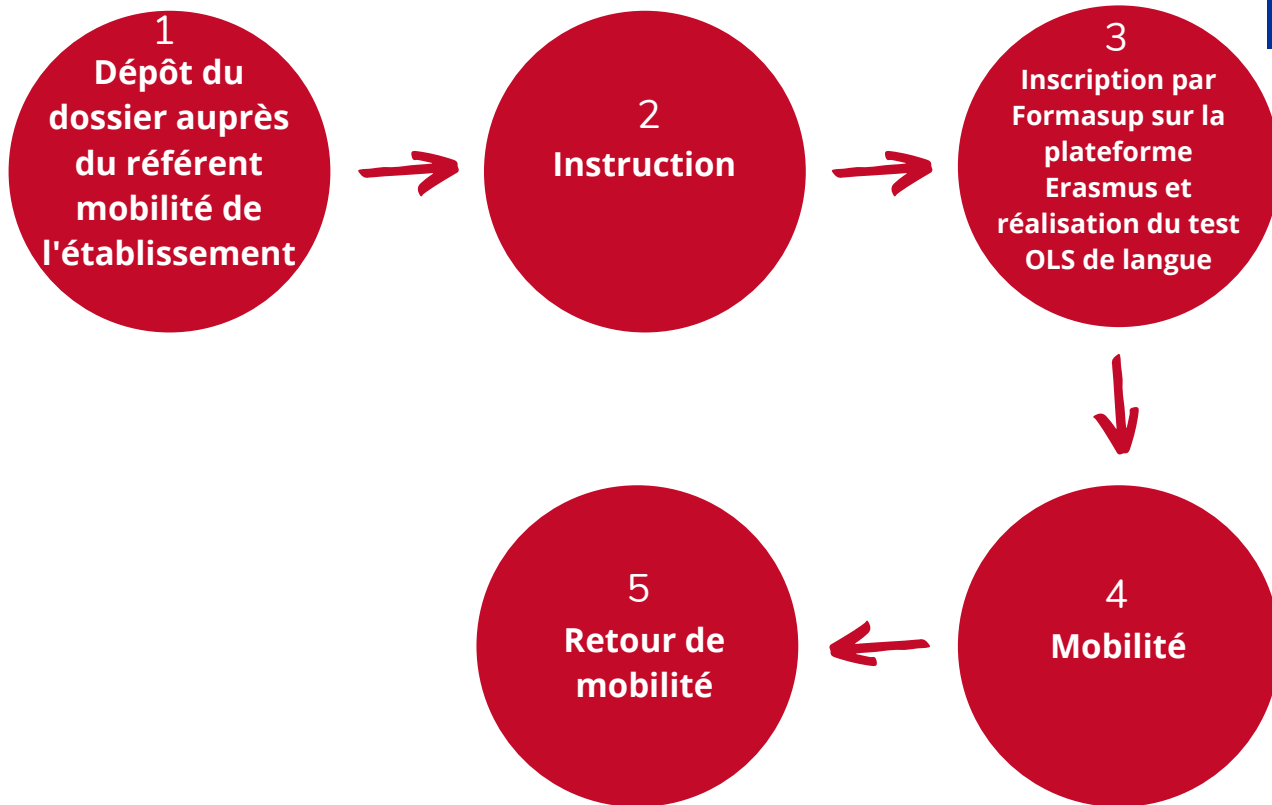 1
Dépôt du
dossier auprès
du référent
mobilité de
l'établissement
2
Instruction
3
Inscription par
Formasup sur la
plateforme
Erasmus et
réalisation du test
OLS de langue
4
Mobilité
5
Retour de
mobilité